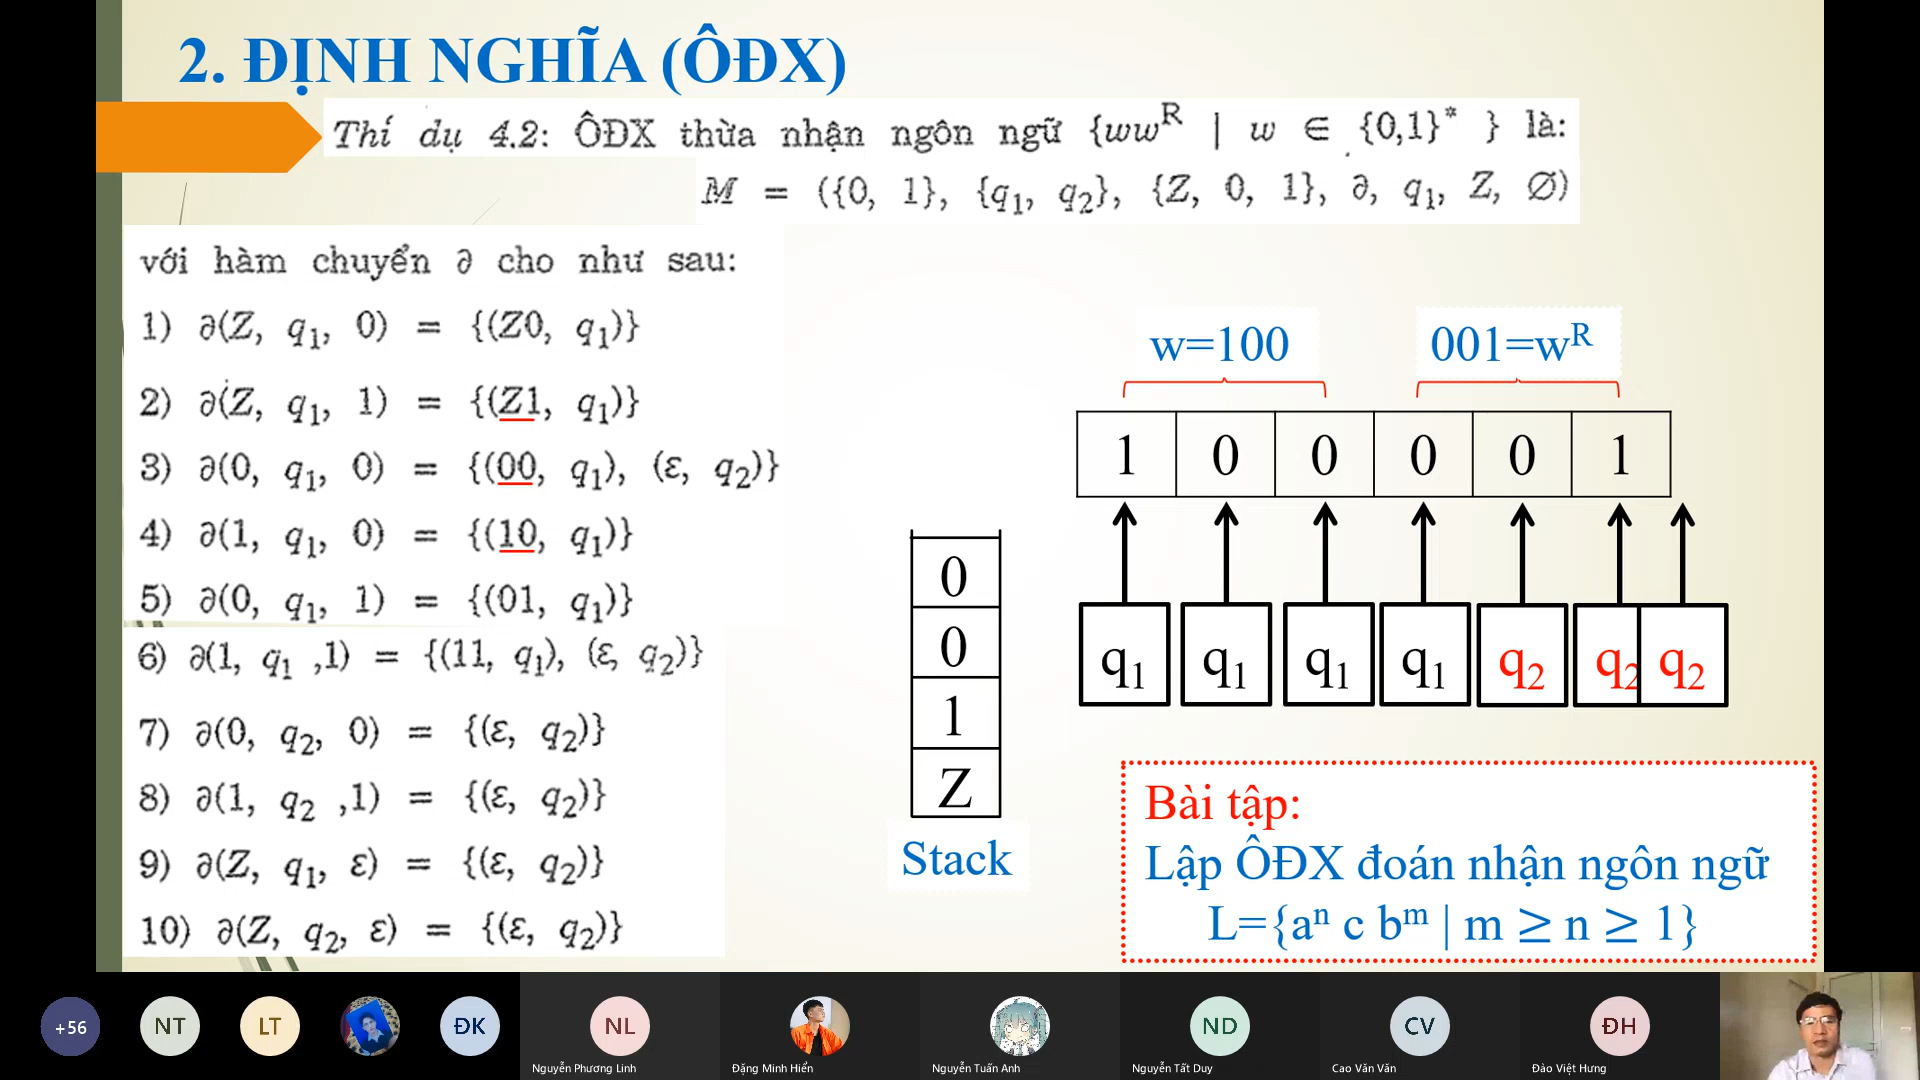 2. ĐỊNH NGHĨA (ÔĐX)
Thí dụ 4.2: ÔĐX thừa nhận ngôn ngữ {ww^R | w ∈ {0,1}* } là:
M = ({0, 1}, {q₁, q₂}, {Z, 0, 1}, ∂, q₁, Z, ∅)
với hàm chuyển ∂ cho như sau:
1) ∂(Z, q₁, 0) = {(Z0, q₁)}
2) ∂(Z, q₁, 1) = {(Z1, q₁)}
3) ∂(0, q₁, 0) = {(00, q₁), (ε, q₂)}
4) ∂(1, q₁, 0) = {(10, q₁)}
5) ∂(0, q₁, 1) = {(01, q₁)}
6) ∂(1, q₁ ,1) = {(11, q₁), (ε, q₂)}
7) ∂(0, q₂, 0) = {(ε, q₂)}
8) ∂(1, q₂ ,1) = {(ε, q₂)}
9) ∂(Z, q₁, ε) = {(ε, q₂)}
10) ∂(Z, q₂, ε) = {(ε, q₂)}
0
0
1
Z
Stack
w=100 001=w^R
1 0 0 0 0 1
q₁ q₁ q₁ q₁ q₂ q₂ q₂
Bài tập:
Lập ÔĐX đoán nhận ngôn ngữ
L={aⁿ c bᵐ | m ≥ n ≥ 1}
+56 NT LT ĐK NL ND CV ĐH
Nguyễn Phương Linh Đặng Minh Hiển Nguyễn Tuấn Anh Nguyễn Tất Duy Cao Văn Văn Đào Việt Hưng